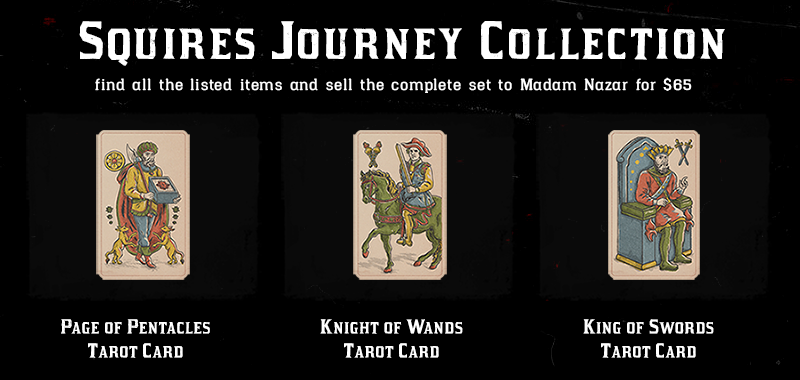 Squires Journey Collection
find all the listed items and sell the complete set to Madam Nazar for $65
Page of Pentacles
Tarot Card
Knight of Wands
Tarot Card
King of Swords
Tarot Card